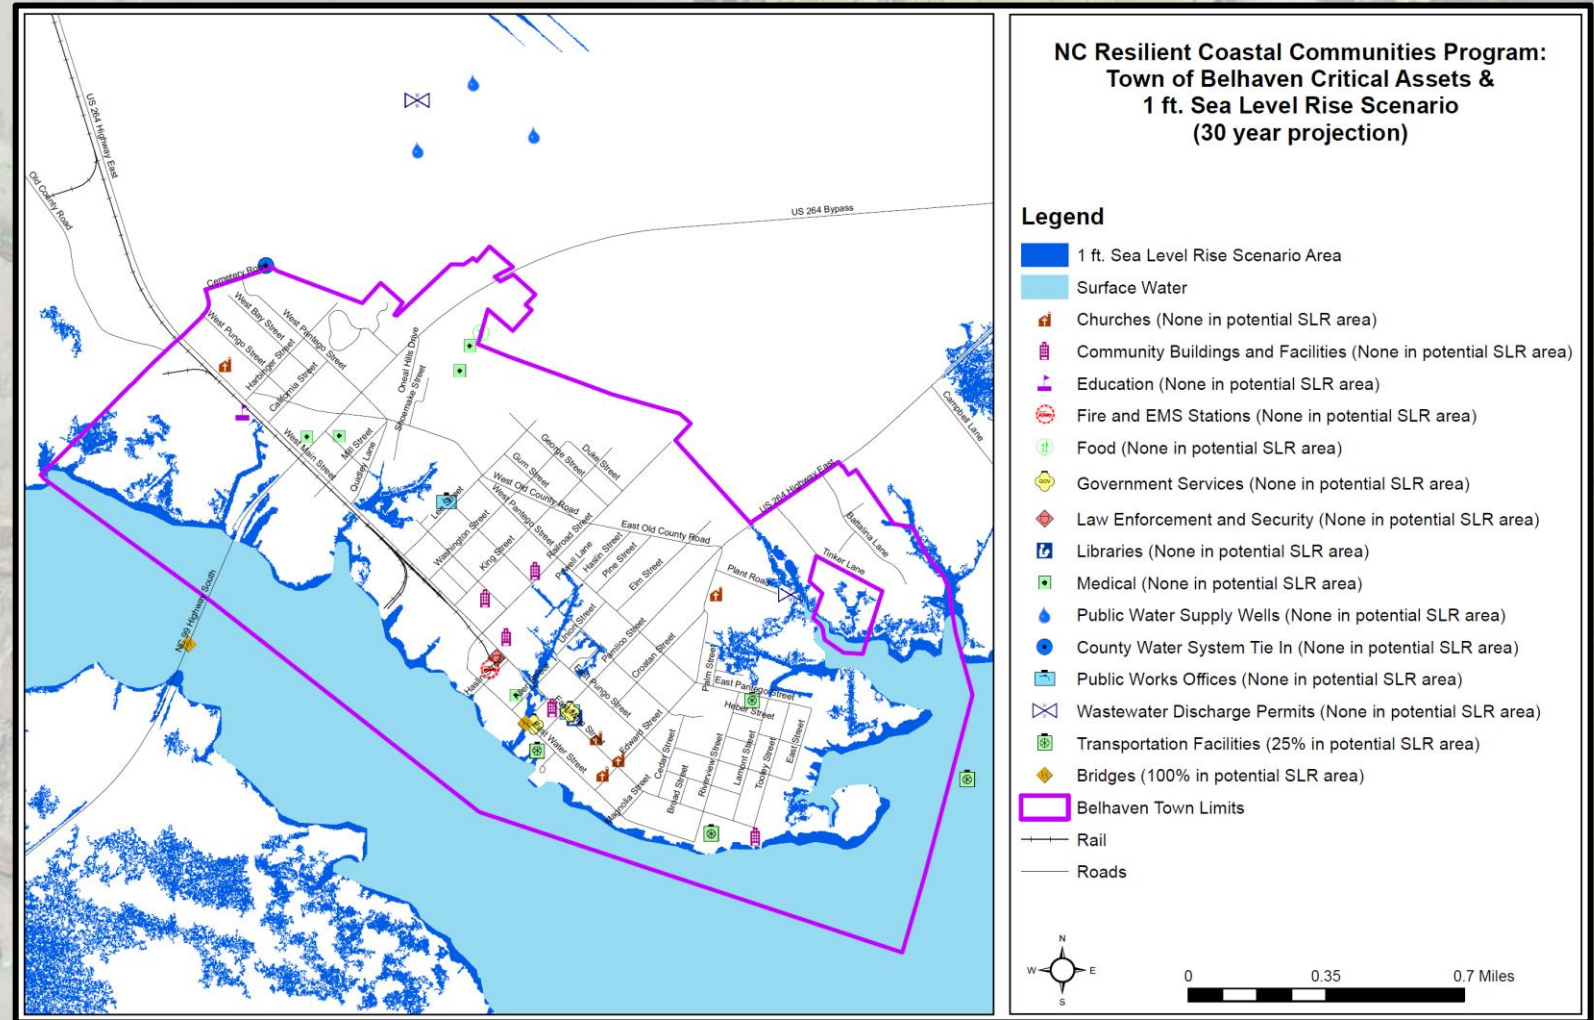 NC Resilient Coastal Communities Program:
Town of Belhaven Critical Assets &
1 ft. Sea Level Rise Scenario
(30 year projection)
Legend
1 ft. Sea Level Rise Scenario Area
Surface Water
Churches (None in potential SLR area)
Community Buildings and Facilities (None in potential SLR area)
Education (None in potential SLR area)
Fire and EMS Stations (None in potential SLR area)
Food (None in potential SLR area)
GOV
Government Services (None in potential SLR area)
Law Enforcement and Security (None in potential SLR area)
Libraries (None in potential SLR area)
Medical (None in potential SLR area)
Public Water Supply Wells (None in potential SLR area)
County Water System Tie In (None in potential SLR area)
Public Works Offices (None in potential SLR area)
Wastewater Discharge Permits (None in potential SLR area)
Transportation Facilities (25% in potential SLR area)
Bridges (100% in potential SLR area)
Belhaven Town Limits
Rail
Roads
N
W E
S
0 0.35 0.7 Miles
US 264 Highway East
Old County Road
US 264 Bypass
Cemetery Road
West Bay Street
West Pantego Street
West Pungo Street
Harbinger Street
California Street
Oneal Hills Drive
Shoemake Street
West Main Street
Mill Street
Quidley Lane
Campbell Lane
George Street
Duke Street
Gum Street
West Old County Road
West Pantego Street
Washington Street
King Street
Railroad Street
Powell Lane
Haslin Street
Pine Street
Elm Street
East Old County Road
US 264 Highway East
Battalina Lane
Tinker Lane
Plant Road
NC 99 Highway South
Union Street
Pamlico Street
Croatan Street
Palm Street
East Pantego Street
Heber Street
Edward Street
Cedar Street
Broad Street
Riverview Street
Lamont Street
Tooley Street
East Street
Magnolia Street
Water Street
Pungo Street